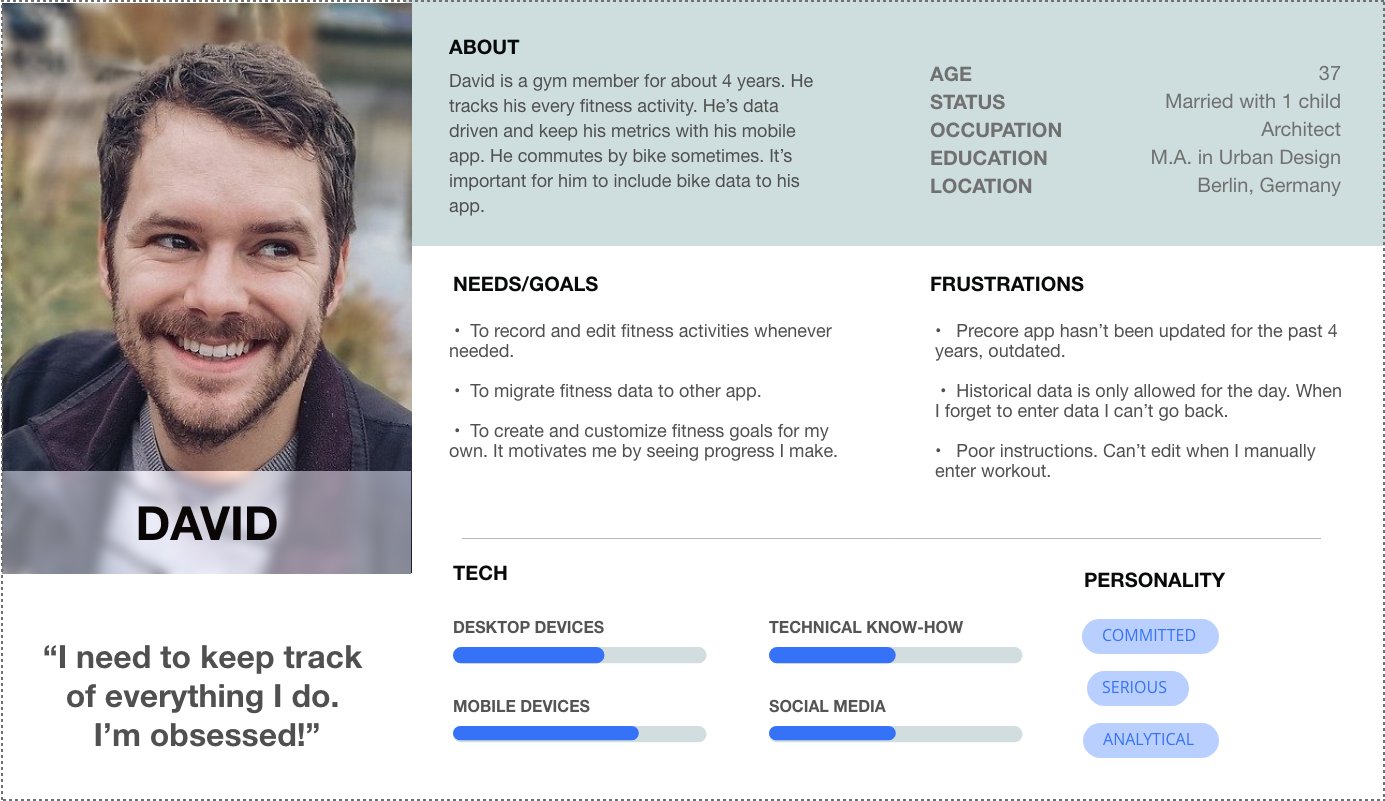 ABOUT
David is a gym member for about 4 years. He
tracks his every fitness activity. He’s data
driven and keep his metrics with his mobile
app. He commutes by bike sometimes. It’s
important for him to include bike data to his
app.
AGE 37
STATUS Married with 1 child
OCCUPATION Architect
EDUCATION M.A. in Urban Design
LOCATION Berlin, Germany
DAVID
“I need to keep track
of everything I do.
I’m obsessed!”
NEEDS/GOALS
• To record and edit fitness activities whenever
needed.
• To migrate fitness data to other app.
• To create and customize fitness goals for my
own. It motivates me by seeing progress I make.
FRUSTRATIONS
• Precore app hasn’t been updated for the past 4
years, outdated.
• Historical data is only allowed for the day. When
I forget to enter data I can’t go back.
• Poor instructions. Can’t edit when I manually
enter workout.
TECH
DESKTOP DEVICES
MOBILE DEVICES
TECHNICAL KNOW-HOW
SOCIAL MEDIA
PERSONALITY
COMMITTED
SERIOUS
ANALYTICAL